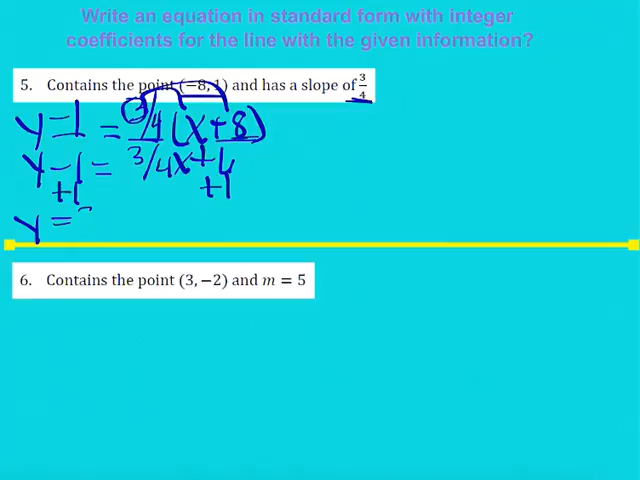 Write an equation in standard form with integer
coefficients for the line with the given information?
5. Contains the point (−8, 1) and has a slope of 3/4
y − 1 = 3/4 (x + 8)
y − 1 = 3/4x + 6
+1 +1
y =
6. Contains the point (3, −2) and m = 5